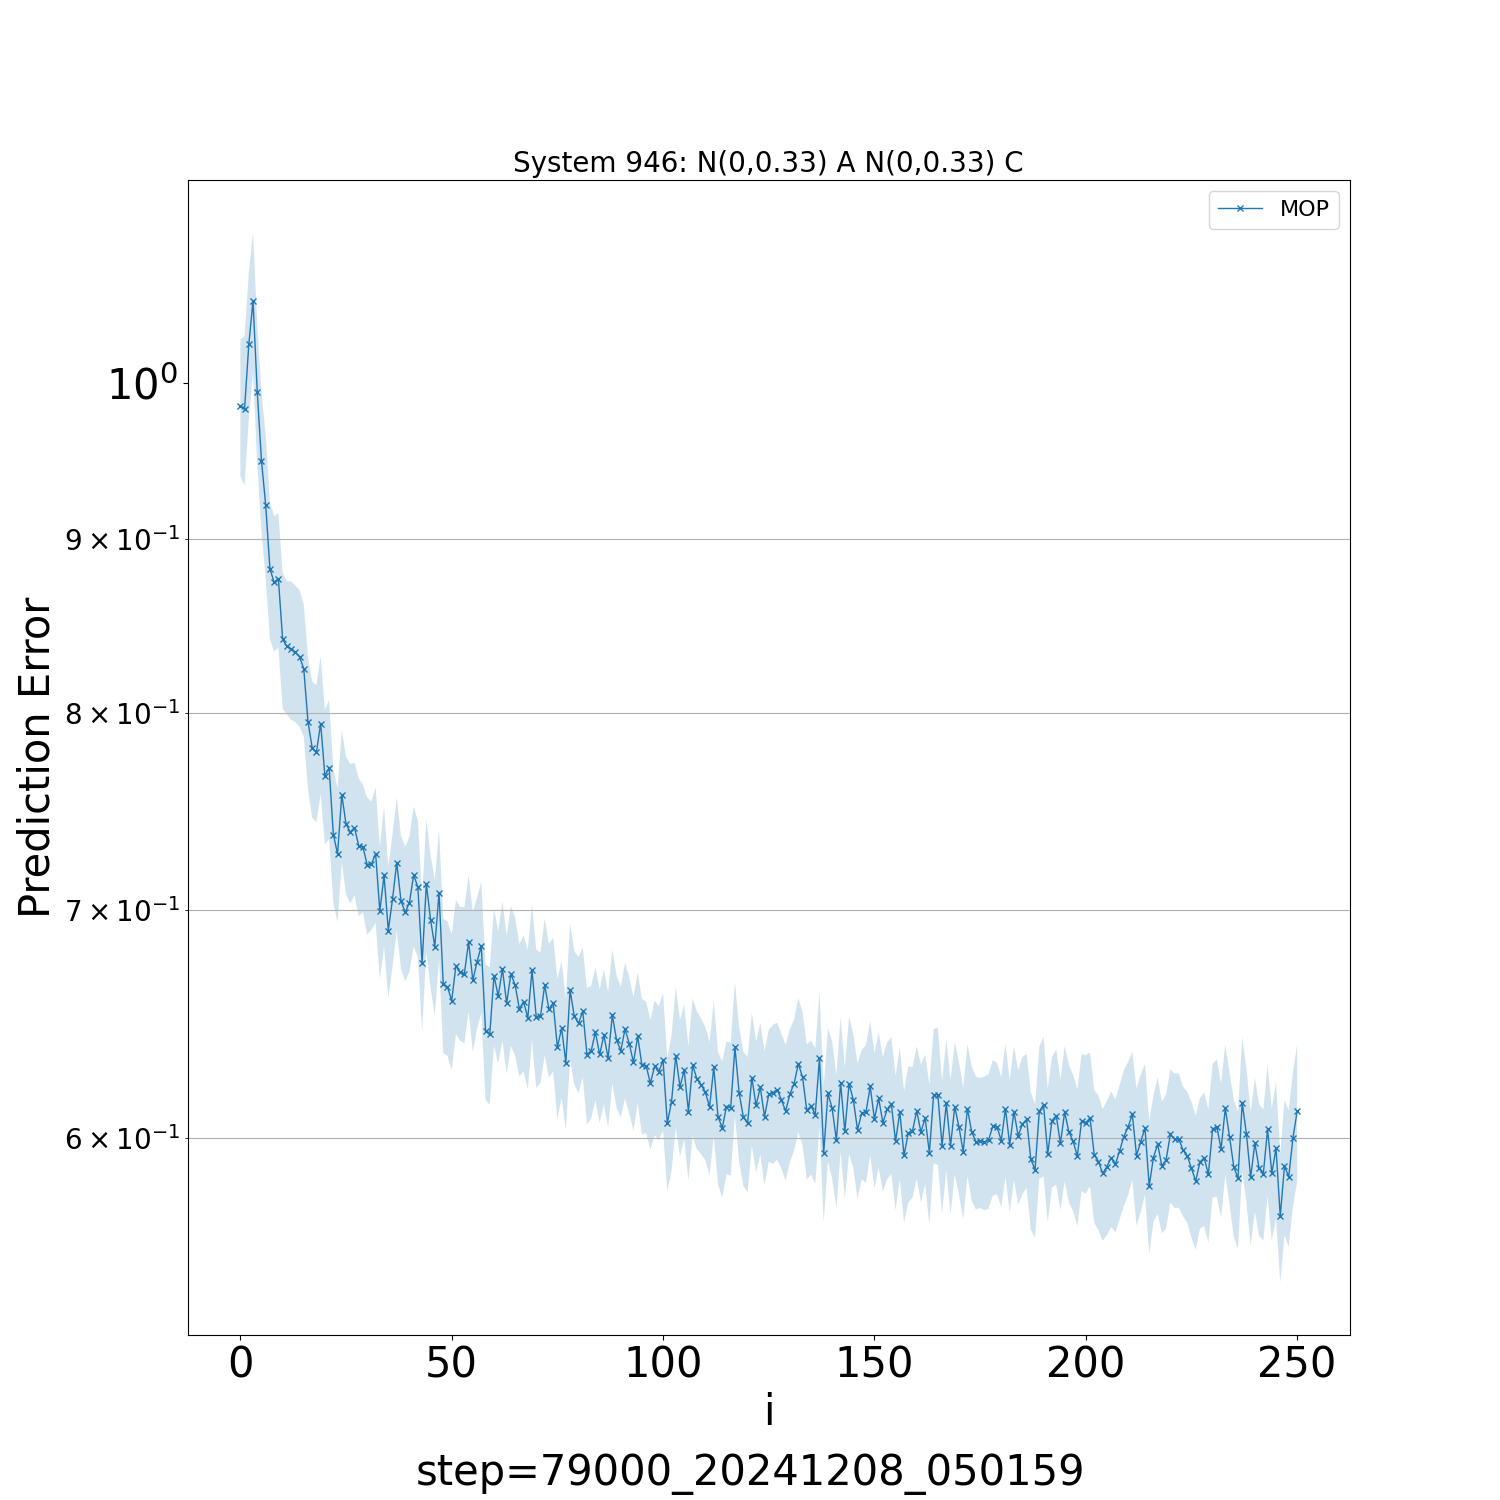 System 946: N(0,0.33) A N(0,0.33) C
MOP
10⁰
9 × 10⁻¹
8 × 10⁻¹
7 × 10⁻¹
6 × 10⁻¹
Prediction Error
0 50 100 150 200 250
i
step=79000_20241208_050159